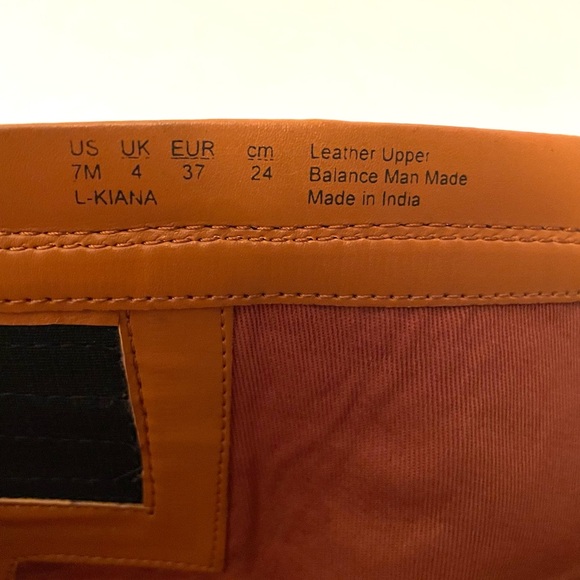 US UK EUR cm Leather Upper
7M 4 37 24 Balance Man Made
L-KIANA Made in India